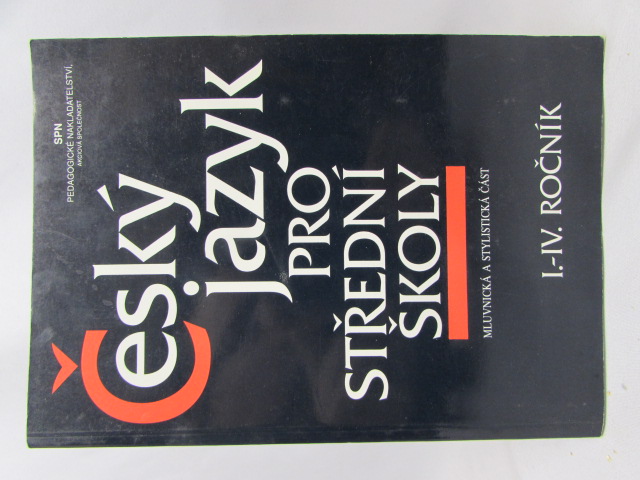 SPN
PEDAGOGICKÉ NAKLADATELSTVÍ,
AKCIOVÁ SPOLEČNOST
Český
jazyk
PRO
STŘEDNÍ
ŠKOLY
MLUVNICKÁ A STYLISTICKÁ ČÁST
I.-IV. ROČNÍK